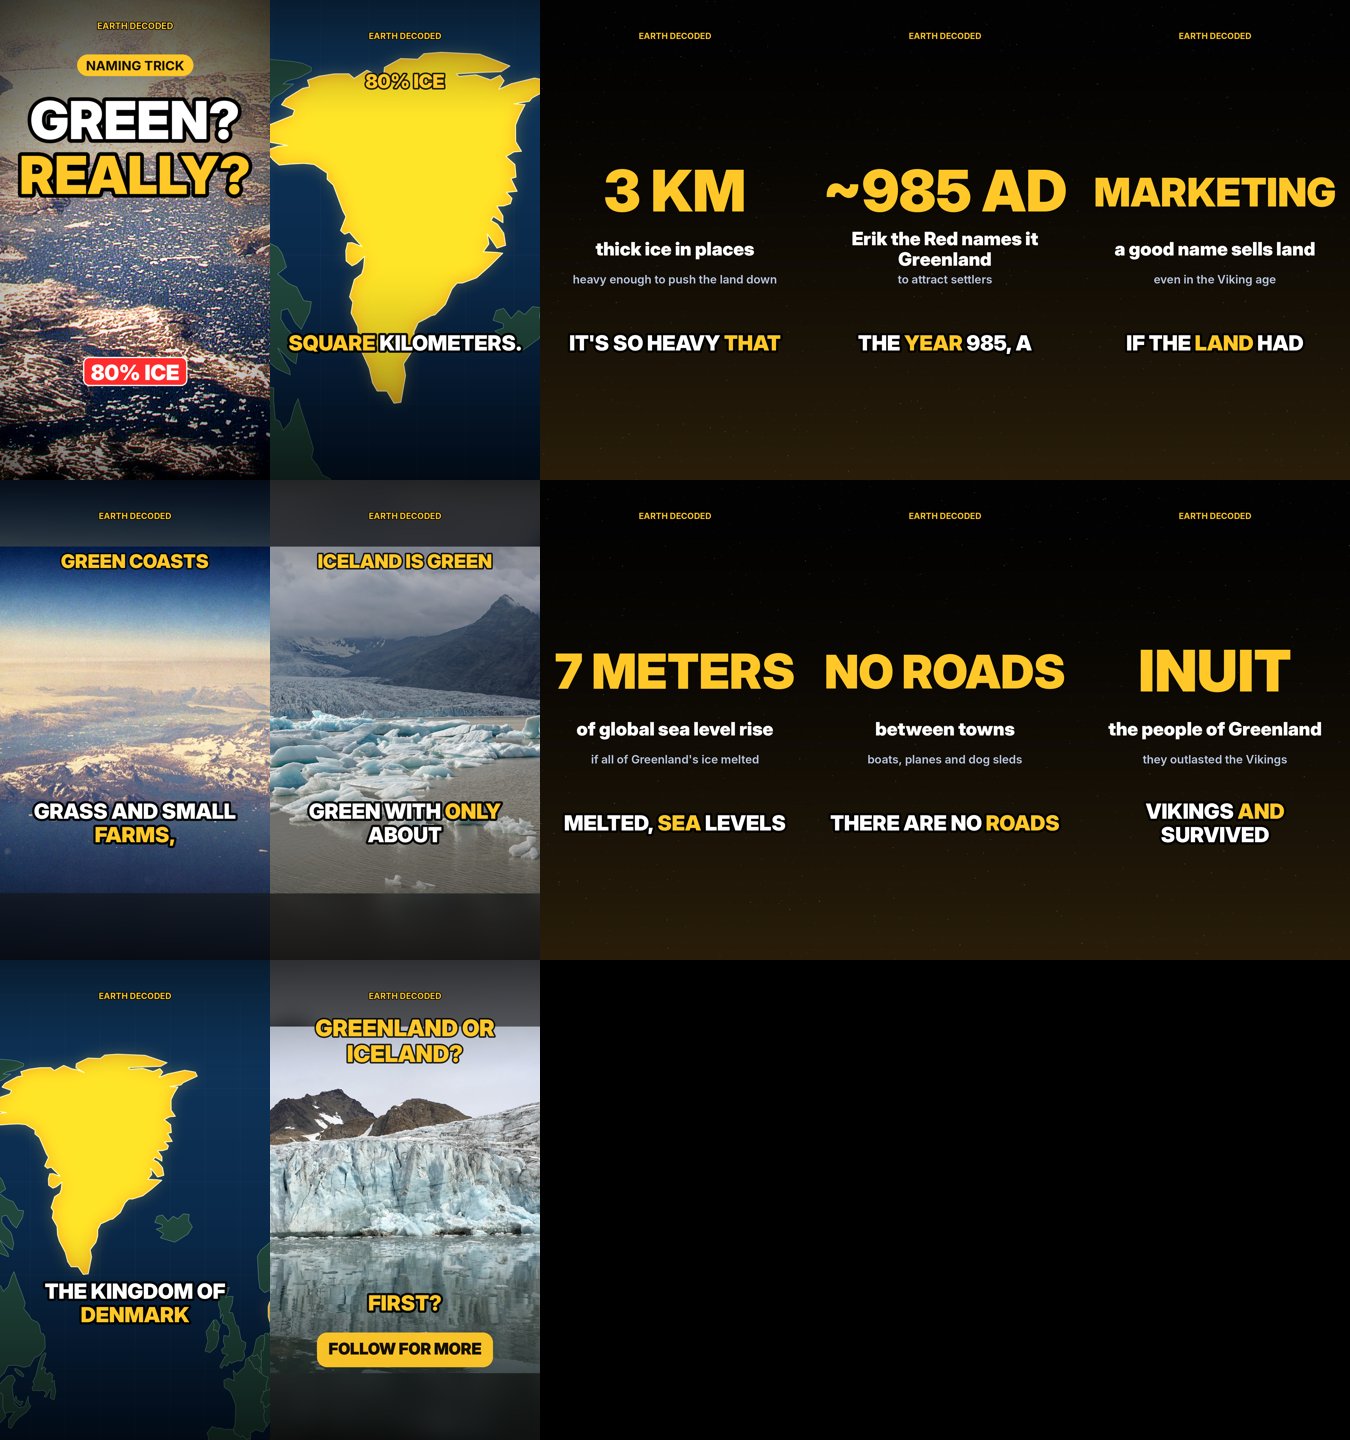 EARTH DECODED
NAMING TRICK
GREEN?
REALLY?
80% ICE
EARTH DECODED
80% ICE
SQUARE KILOMETERS.
EARTH DECODED
3 KM
thick ice in places
heavy enough to push the land down
IT'S SO HEAVY THAT
EARTH DECODED
~985 AD
Erik the Red names it
Greenland
to attract settlers
THE YEAR 985, A
EARTH DECODED
MARKETING
a good name sells land
even in the Viking age
IF THE LAND HAD
EARTH DECODED
GREEN COASTS
GRASS AND SMALL
FARMS,
EARTH DECODED
ICELAND IS GREEN
GREEN WITH ONLY
ABOUT
EARTH DECODED
7 METERS
of global sea level rise
if all of Greenland's ice melted
MELTED, SEA LEVELS
EARTH DECODED
NO ROADS
between towns
boats, planes and dog sleds
THERE ARE NO ROADS
EARTH DECODED
INUIT
the people of Greenland
they outlasted the Vikings
VIKINGS AND
SURVIVED
EARTH DECODED
THE KINGDOM OF
DENMARK
EARTH DECODED
GREENLAND OR
ICELAND?
FIRST?
FOLLOW FOR MORE